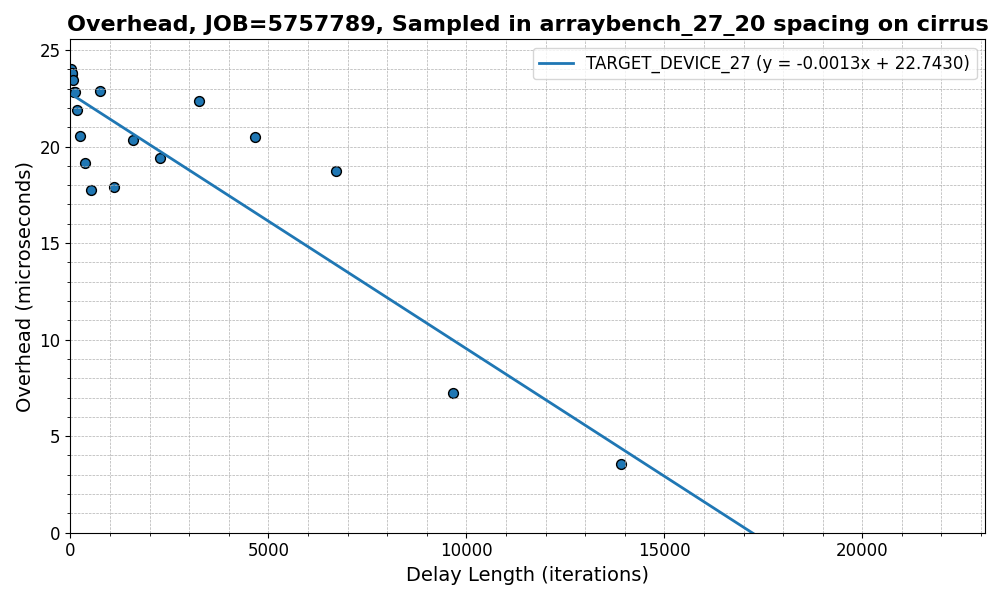 Overhead, JOB=5757789, Sampled in arraybench_27_20 spacing on cirrus
TARGET_DEVICE_27 (y = -0.0013x + 22.7430)
Overhead (microseconds)
25
20
15
10
5
0
0 5000 10000 15000 20000
Delay Length (iterations)